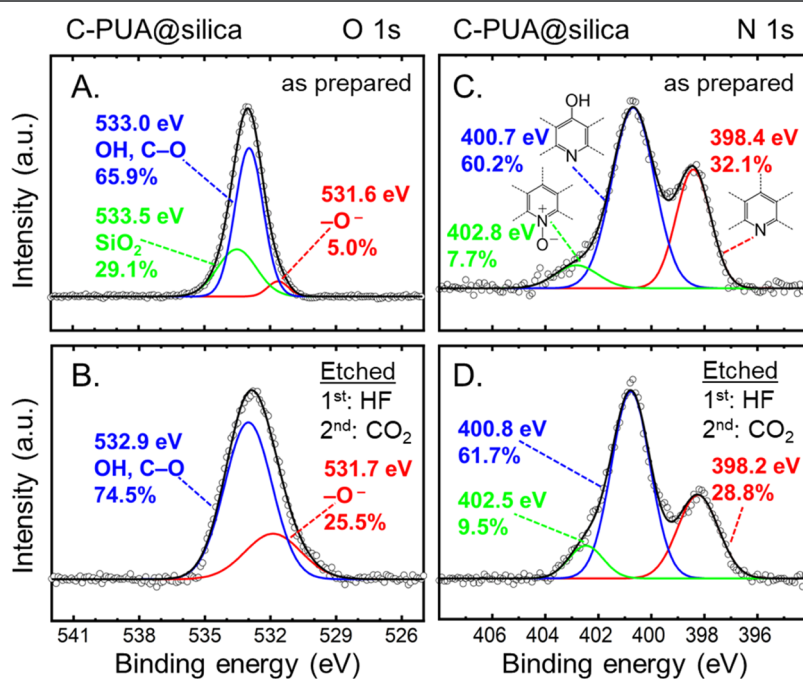 C-PUA@silica O 1s
C-PUA@silica N 1s
Intensity (a.u.)
A.
as prepared
533.0 eV
OH, C–O
65.9%
533.5 eV
SiO₂
29.1%
531.6 eV
–O⁻
5.0%
C.
as prepared
OH
N
400.7 eV
60.2%
N⁺
O⁻
402.8 eV
7.7%
398.4 eV
32.1%
N
Intensity (a.u.)
B.
Etched
1st: HF
2nd: CO₂
532.9 eV
OH, C–O
74.5%
531.7 eV
–O⁻
25.5%
D.
Etched
1st: HF
2nd: CO₂
400.8 eV
61.7%
402.5 eV
9.5%
398.2 eV
28.8%
541 538 535 532 529 526
406 404 402 400 398 396
Binding energy (eV)
Binding energy (eV)